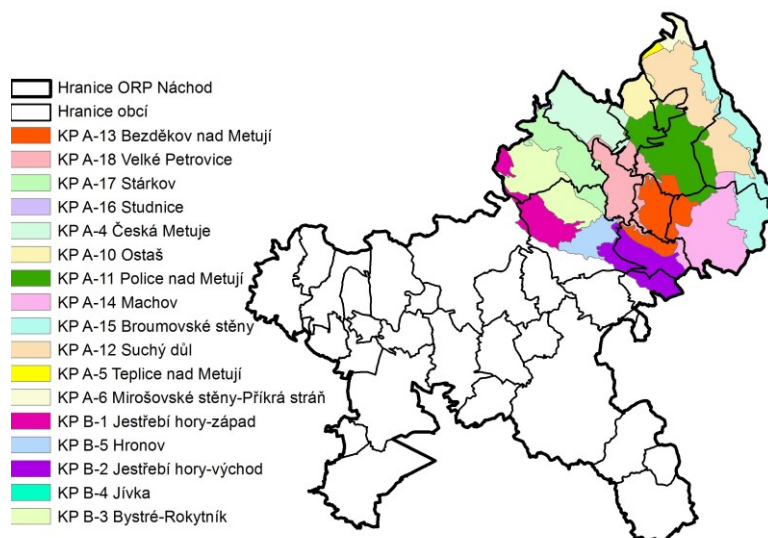 Hranice ORP Náchod
Hranice obcí
KP A-13 Bezděkov nad Metují
KP A-18 Velké Petrovice
KP A-17 Stárkov
KP A-16 Studnice
KP A-4 Česká Metuje
KP A-10 Ostaš
KP A-11 Police nad Metují
KP A-14 Machov
KP A-15 Broumovské stěny
KP A-12 Suchý důl
KP A-5 Teplice nad Metují
KP A-6 Mirošovské stěny-Příkrá stráň
KP B-1 Jestřebí hory-západ
KP B-5 Hronov
KP B-2 Jestřebí hory-východ
KP B-4 Jívka
KP B-3 Bystré-Rokytník